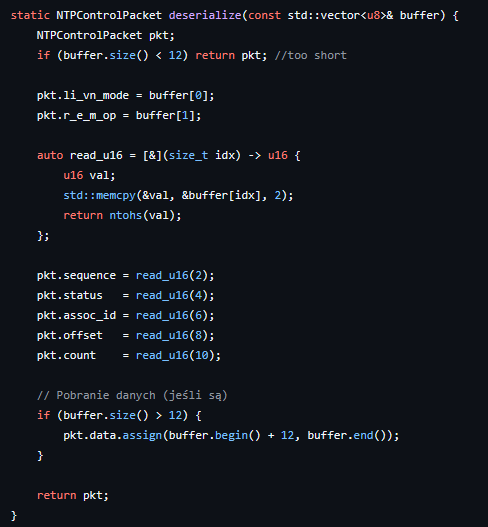 static NTPControlPacket deserialize(const std::vector<u8>& buffer) {
    NTPControlPacket pkt;
    if (buffer.size() < 12) return pkt; //too short

    pkt.li_vn_mode = buffer[0];
    pkt.r_e_m_op = buffer[1];

    auto read_u16 = [&](size_t idx) -> u16 {
        u16 val;
        std::memcpy(&val, &buffer[idx], 2);
        return ntohs(val);
    };

    pkt.sequence = read_u16(2);
    pkt.status   = read_u16(4);
    pkt.assoc_id = read_u16(6);
    pkt.offset   = read_u16(8);
    pkt.count    = read_u16(10);

    // Pobranie danych (jeśli są)
    if (buffer.size() > 12) {
        pkt.data.assign(buffer.begin() + 12, buffer.end());
    }

    return pkt;
}